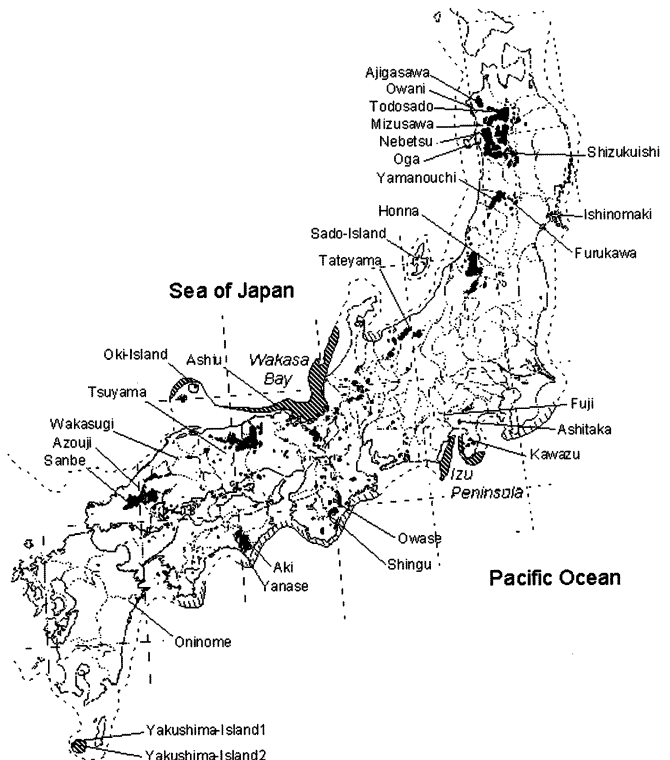 Ajigasawa
Owani
Todosado
Mizusawa
Nebetsu
Oga
Shizukuishi
Yamanouchi
Honna
Ishinomaki
Sado-Island
Furukawa
Tateyama
Sea of Japan
Oki-Island
Ashiu
Wakasa
Bay
Tsuyama
Wakasugi
Azouji
Sanbe
Fuji
Ashitaka
Kawazu
Izu
Peninsula
Owase
Shingu
Aki
Yanase
Pacific Ocean
Oninome
Yakushima-Island1
Yakushima-Island2